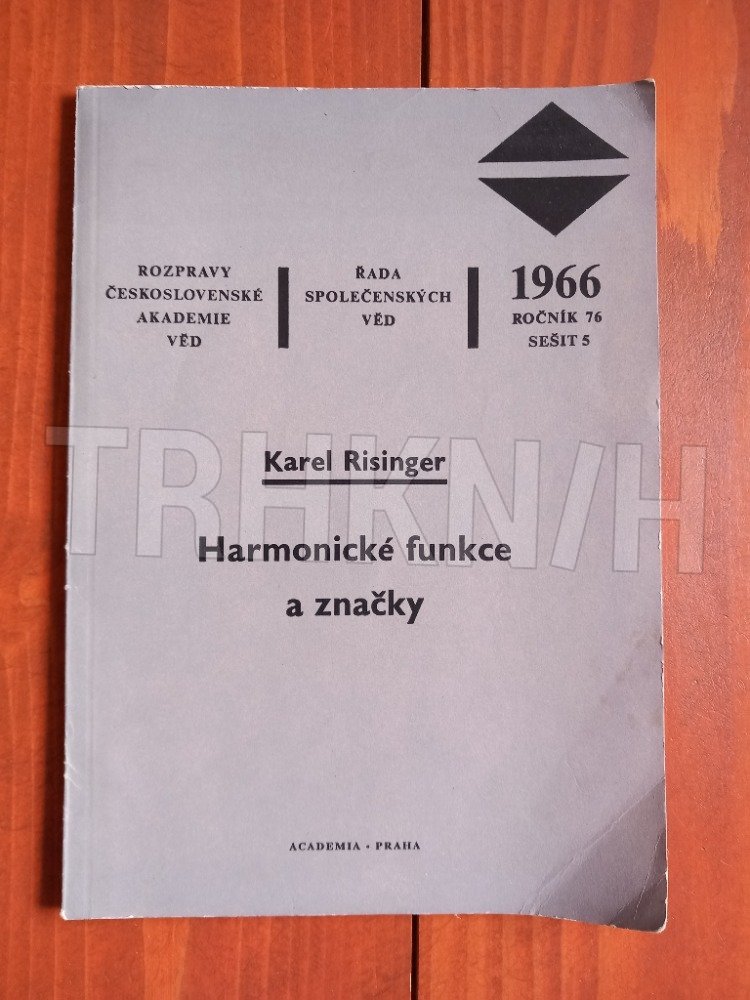 ROZPRAVY
ČESKOSLOVENSKÉ
AKADEMIE
VĚD
ŘADA
SPOLEČENSKÝCH
VĚD
1966
ROČNÍK 76
SEŠIT 5
Karel Risinger
TRHKN/H
Harmonické funkce
a značky
ACADEMIA • PRAHA